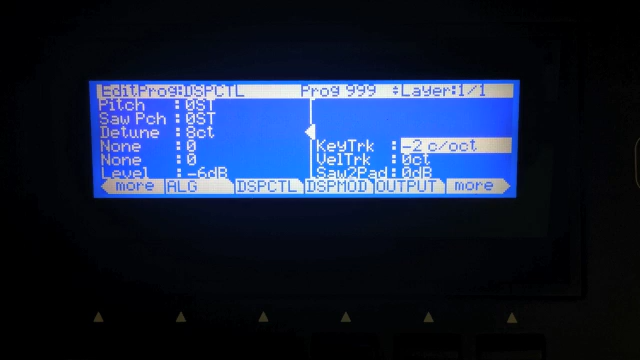 EditProg:DSPCTL Prog 999 ÷Layer:1/1
Pitch :0ST
Saw Pch :0ST
Detune :8ct
None :0 KeyTrk :-2 c/oct
None :0 VelTrk :0ct
Level :-6dB Saw2Pad:0dB
more ALG DSPCTL DSPMOD OUTPUT more